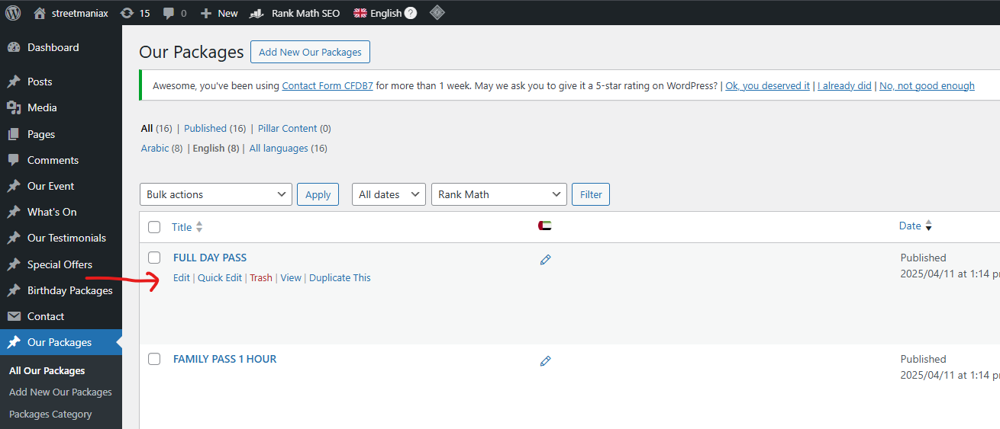 streetmaniax 15 0 New Rank Math SEO English ?
Dashboard
Posts
Media
Pages
Comments
Our Event
What's On
Our Testimonials
Special Offers
Birthday Packages
Contact
Our Packages
All Our Packages
Add New Our Packages
Packages Category
Our Packages Add New Our Packages
Awesome, you've been using Contact Form CFDB7 for more than 1 week. May we ask you to give it a 5-star rating on WordPress? | Ok, you deserved it | I already did | No, not good enough
All (16) | Published (16) | Pillar Content (0)
Arabic (8) | English (8) | All languages (16)
Bulk actions Apply All dates Rank Math Filter
Title Date
FULL DAY PASS Published
Edit | Quick Edit | Trash | View | Duplicate This 2025/04/11 at 1:14 p
FAMILY PASS 1 HOUR Published
2025/04/11 at 1:14 p